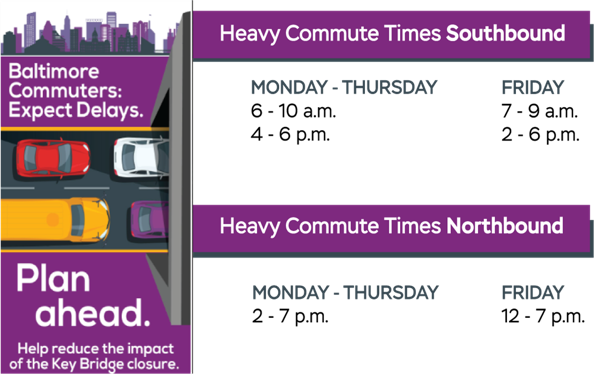 Baltimore
Commuters:
Expect Delays.
Plan
ahead.
Help reduce the impact
of the Key Bridge closure.
Heavy Commute Times Southbound
MONDAY - THURSDAY
6 - 10 a.m.
4 - 6 p.m.
FRIDAY
7 - 9 a.m.
2 - 6 p.m.
Heavy Commute Times Northbound
MONDAY - THURSDAY
2 - 7 p.m.
FRIDAY
12 - 7 p.m.